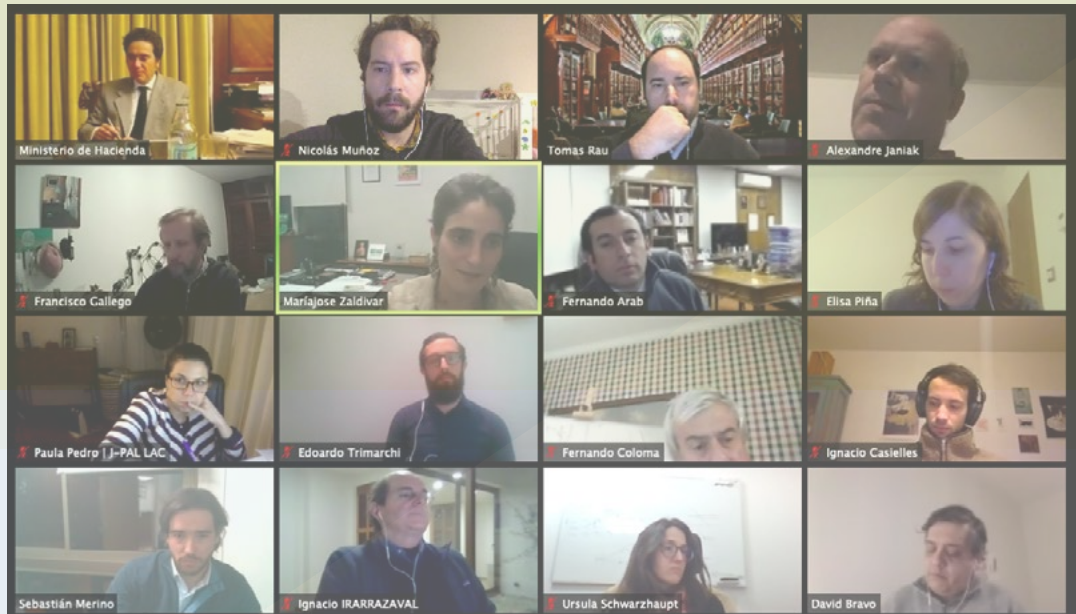 Ministerio de Hacienda
Nicolás Muñoz
Tomas Rau
Alexandre Janiak
Francisco Gallego
Maríajose Zaldivar
Fernando Arab
Elisa Piña
Paula Pedro | J-PAL LAC
Edoardo Trimarchi
Fernando Coloma
Ignacio Casielles
Sebastián Merino
Ignacio IRARRAZAVAL
Ursula Schwarzhaupt
David Bravo